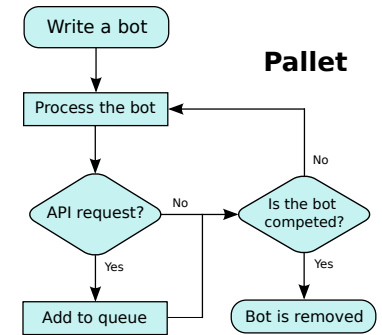 Write a bot
Pallet
Process the bot
No
API request?
No
Is the bot
competed?
Yes
Yes
Add to queue
Bot is removed